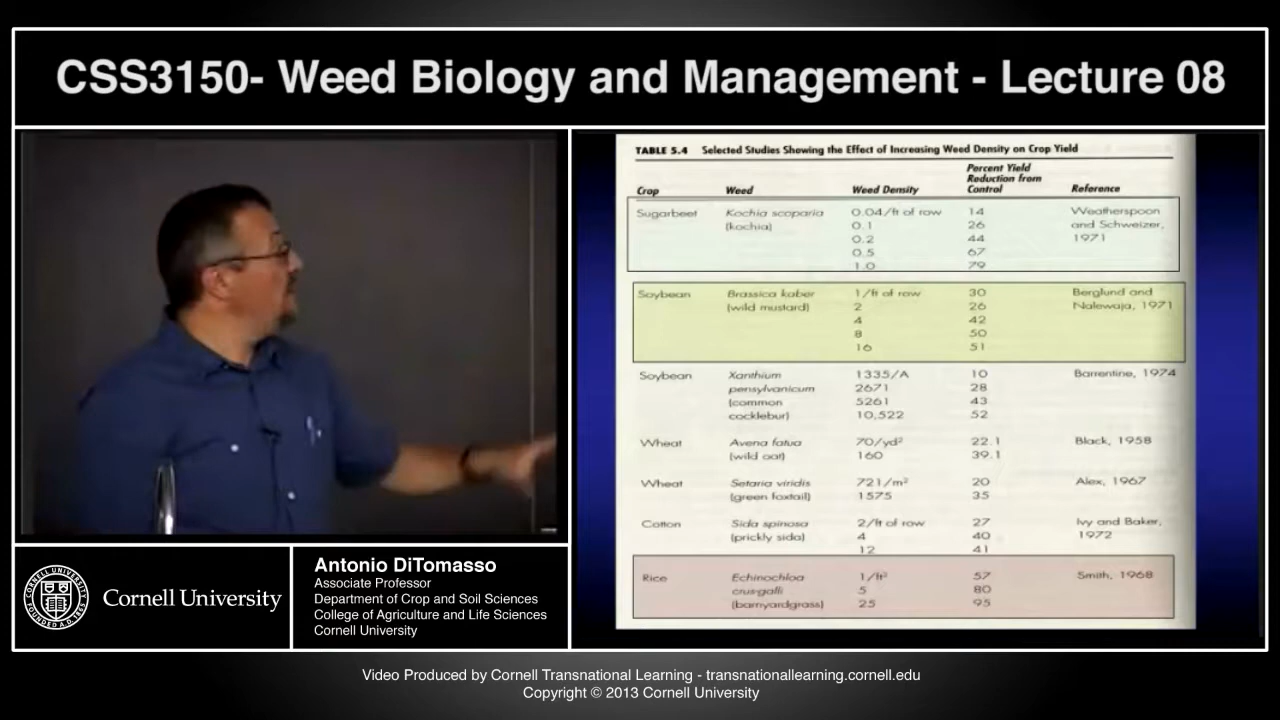 CSS3150- Weed Biology and Management - Lecture 08
TABLE 5.4 Selected Studies Showing the Effect of Increasing Weed Density on Crop Yield
Crop Weed Weed Density Percent Yield Reduction from Control Reference
Sugarbeet Kochia scoparia 0.04/ft of row 14 Weatherspoon
(kochia) 0.1 26 and Schweizer,
0.2 44 1971
0.5 67
1.0 79
Soybean Brassica kaber 1/ft of row 30 Berglund and
(wild mustard) 2 26 Nalewaja, 1971
4 42
8 50
16 51
Soybean Xanthium 1335/A 10 Barrentine, 1974
pensylvanicum 2671 28
(common 5261 43
cocklebur) 10,522 52
Wheat Avena fatua 70/yd² 22.1 Black, 1958
(wild oat) 160 39.1
Wheat Setaria viridis 721/m² 20 Alex, 1967
(green foxtail) 1575 35
Cotton Sida spinosa 2/ft of row 27 Ivy and Baker,
(prickly sida) 4 40 1972
12 41
Rice Echinochloa 1/ft² 57 Smith, 1968
crus-galli 5 80
(barnyardgrass) 25 95
Cornell University
Antonio DiTomasso
Associate Professor
Department of Crop and Soil Sciences
College of Agriculture and Life Sciences
Cornell University
Video Produced by Cornell Transnational Learning - transnationallearning.cornell.edu
Copyright © 2013 Cornell University